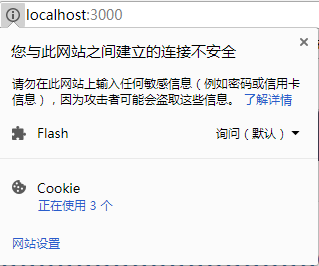 localhost:3000
您与此网站之间建立的连接不安全
请勿在此网站上输入任何敏感信息（例如密码或信用卡
信息），因为攻击者可能会盗取这些信息。 了解详情
Flash 询问（默认）
Cookie
正在使用 3 个
网站设置